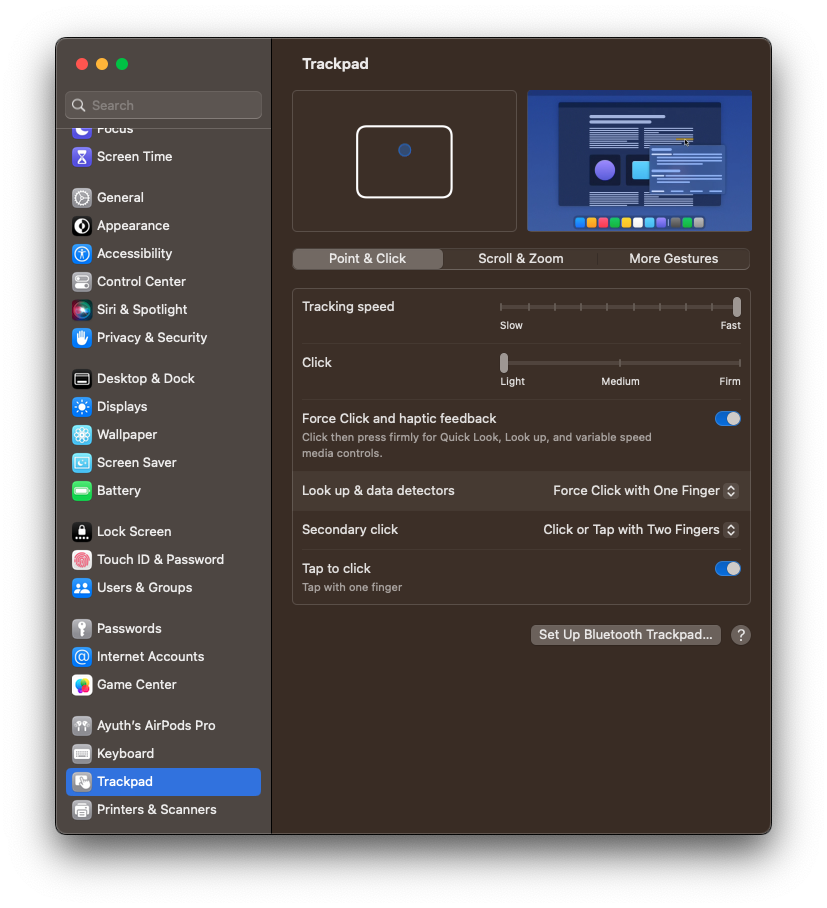 Trackpad
Search
Focus
Screen Time
General
Appearance
Accessibility
Control Center
Siri & Spotlight
Privacy & Security
Desktop & Dock
Displays
Wallpaper
Screen Saver
Battery
Lock Screen
Touch ID & Password
Users & Groups
Passwords
Internet Accounts
Game Center
Ayuth's AirPods Pro
Keyboard
Trackpad
Printers & Scanners
Point & Click
Scroll & Zoom
More Gestures
Tracking speed
Slow
Fast
Click
Light
Medium
Firm
Force Click and haptic feedback
Click then press firmly for Quick Look, Look up, and variable speed
media controls.
Look up & data detectors
Force Click with One Finger
Secondary click
Click or Tap with Two Fingers
Tap to click
Tap with one finger
Set Up Bluetooth Trackpad...
?